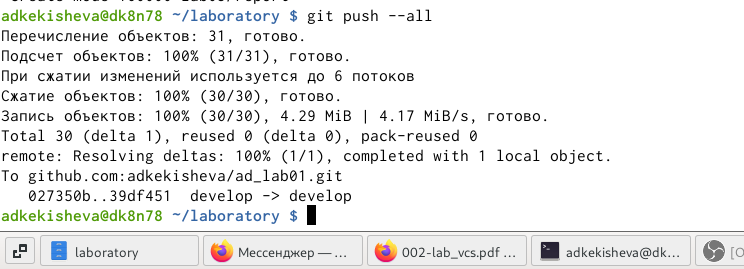 adkekisheva@dk8n78 ~/laboratory $ git push --all
Перечисление объектов: 31, готово.
Подсчет объектов: 100% (31/31), готово.
При сжатии изменений используется до 6 потоков
Сжатие объектов: 100% (30/30), готово.
Запись объектов: 100% (30/30), 4.29 MiB | 4.17 MiB/s, готово.
Total 30 (delta 1), reused 0 (delta 0), pack-reused 0
remote: Resolving deltas: 100% (1/1), completed with 1 local object.
To github.com:adkekisheva/ad_lab01.git
   027350b..39df451  develop -> develop
adkekisheva@dk8n78 ~/laboratory $
laboratory Мессенджер — ... 002-lab_vcs.pdf ... adkekisheva@dk... [O